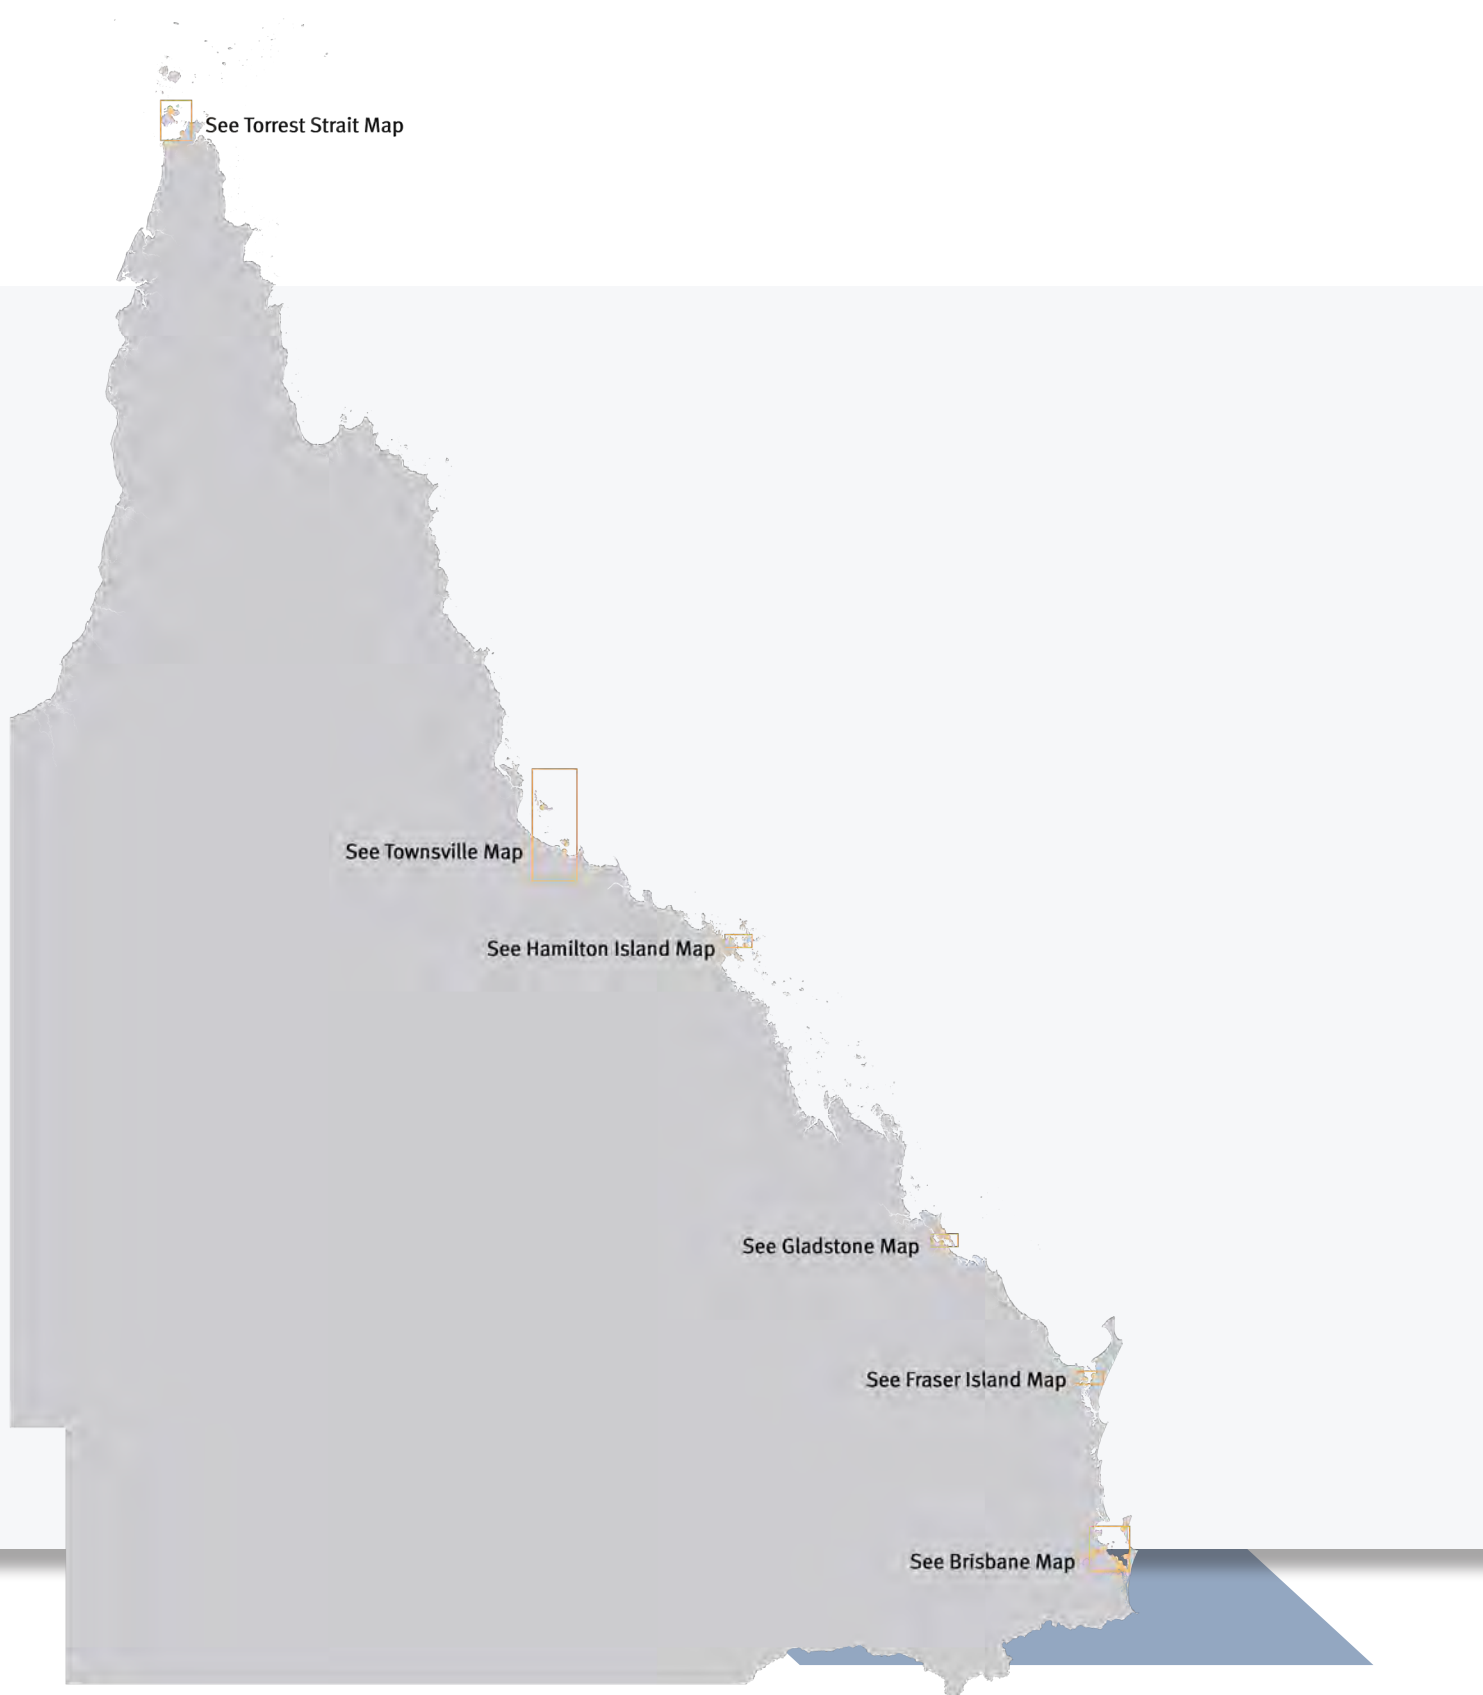 See Torrest Strait Map
See Townsville Map
See Hamilton Island Map
See Gladstone Map
See Fraser Island Map
See Brisbane Map